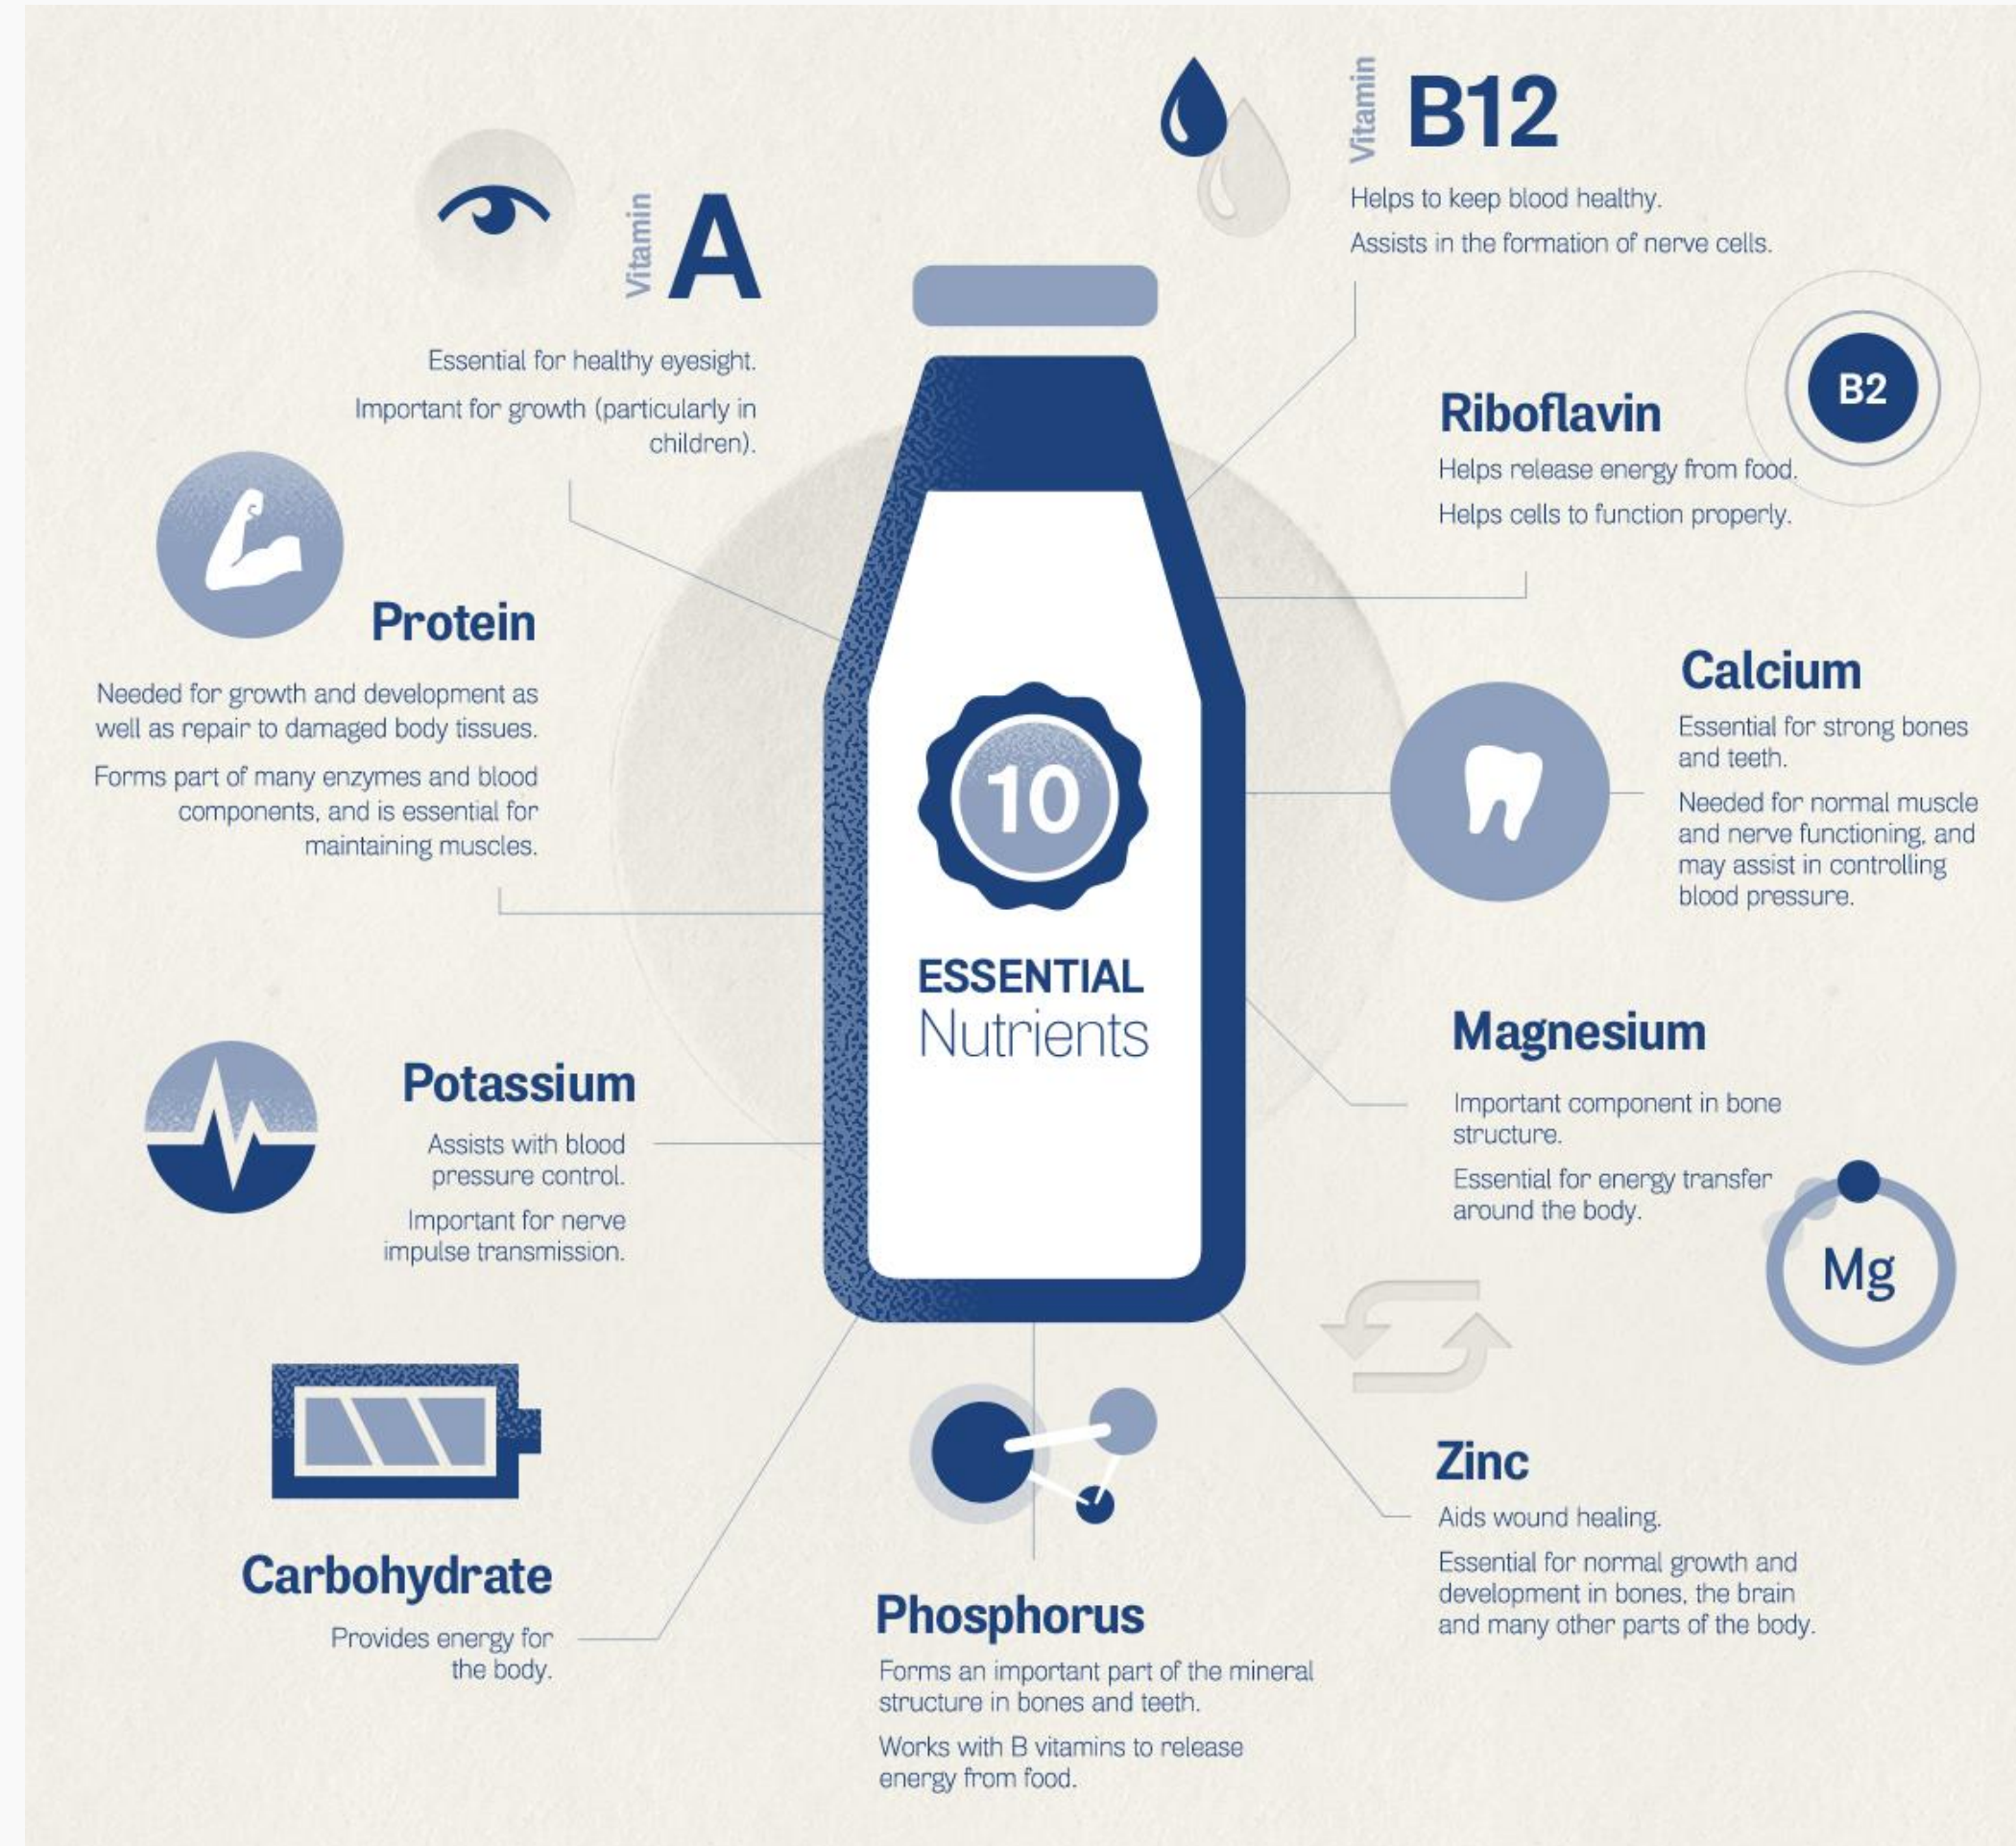 Vitamin
B12
Helps to keep blood healthy.
Assists in the formation of nerve cells.
Vitamin
A
Essential for healthy eyesight.
Important for growth (particularly in
children).
Riboflavin
B2
Helps release energy from food.
Helps cells to function properly.
Protein
Needed for growth and development as
well as repair to damaged body tissues.
Forms part of many enzymes and blood
components, and is essential for
maintaining muscles.
Calcium
Essential for strong bones
and teeth.
Needed for normal muscle
and nerve functioning, and
may assist in controlling
blood pressure.
10
ESSENTIAL
Nutrients
Potassium
Assists with blood
pressure control.
Important for nerve
impulse transmission.
Magnesium
Important component in bone
structure.
Essential for energy transfer
around the body.
Mg
Carbohydrate
Provides energy for
the body.
Phosphorus
Forms an important part of the mineral
structure in bones and teeth.
Works with B vitamins to release
energy from food.
Zinc
Aids wound healing.
Essential for normal growth and
development in bones, the brain
and many other parts of the body.